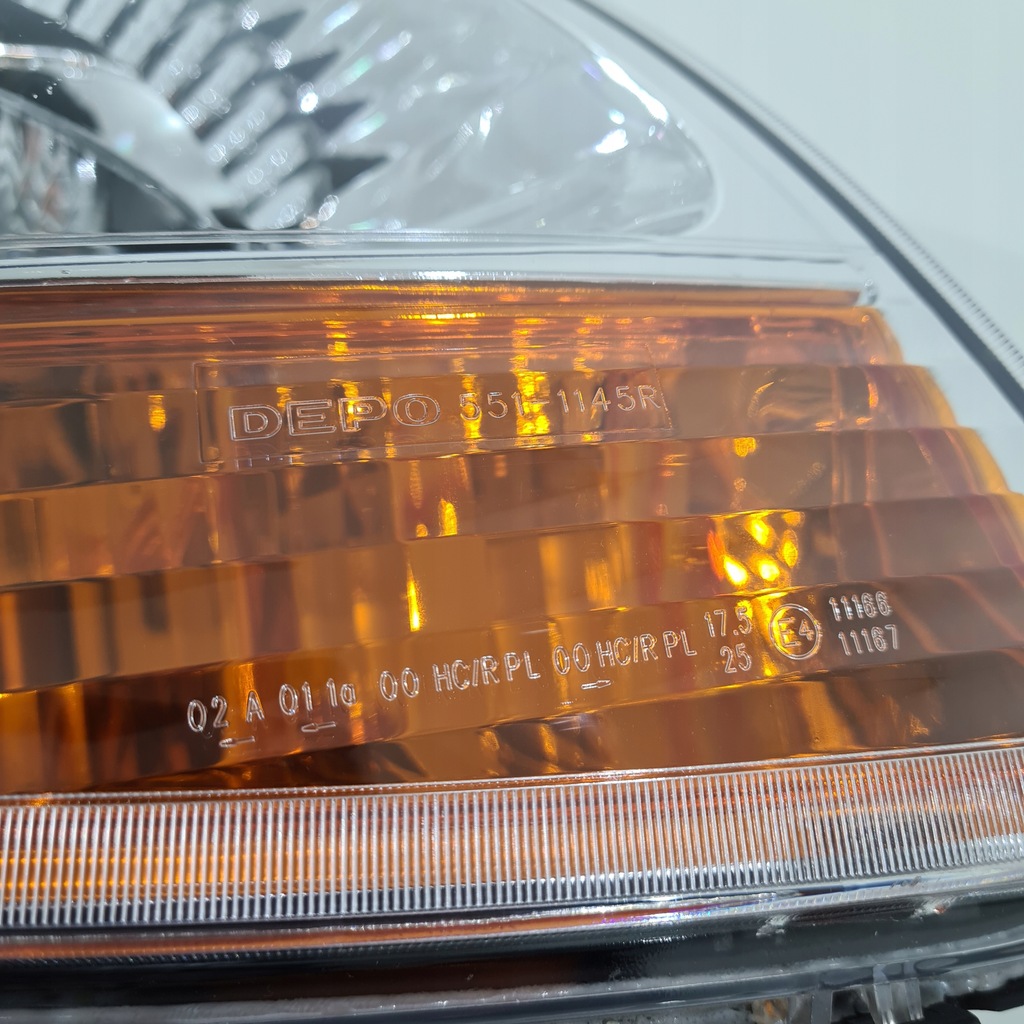 DEPO 551-1145R
02 A 01 1a 00 HC/R PL 00 HC/R PL 17.5 E4 11166
25 11167